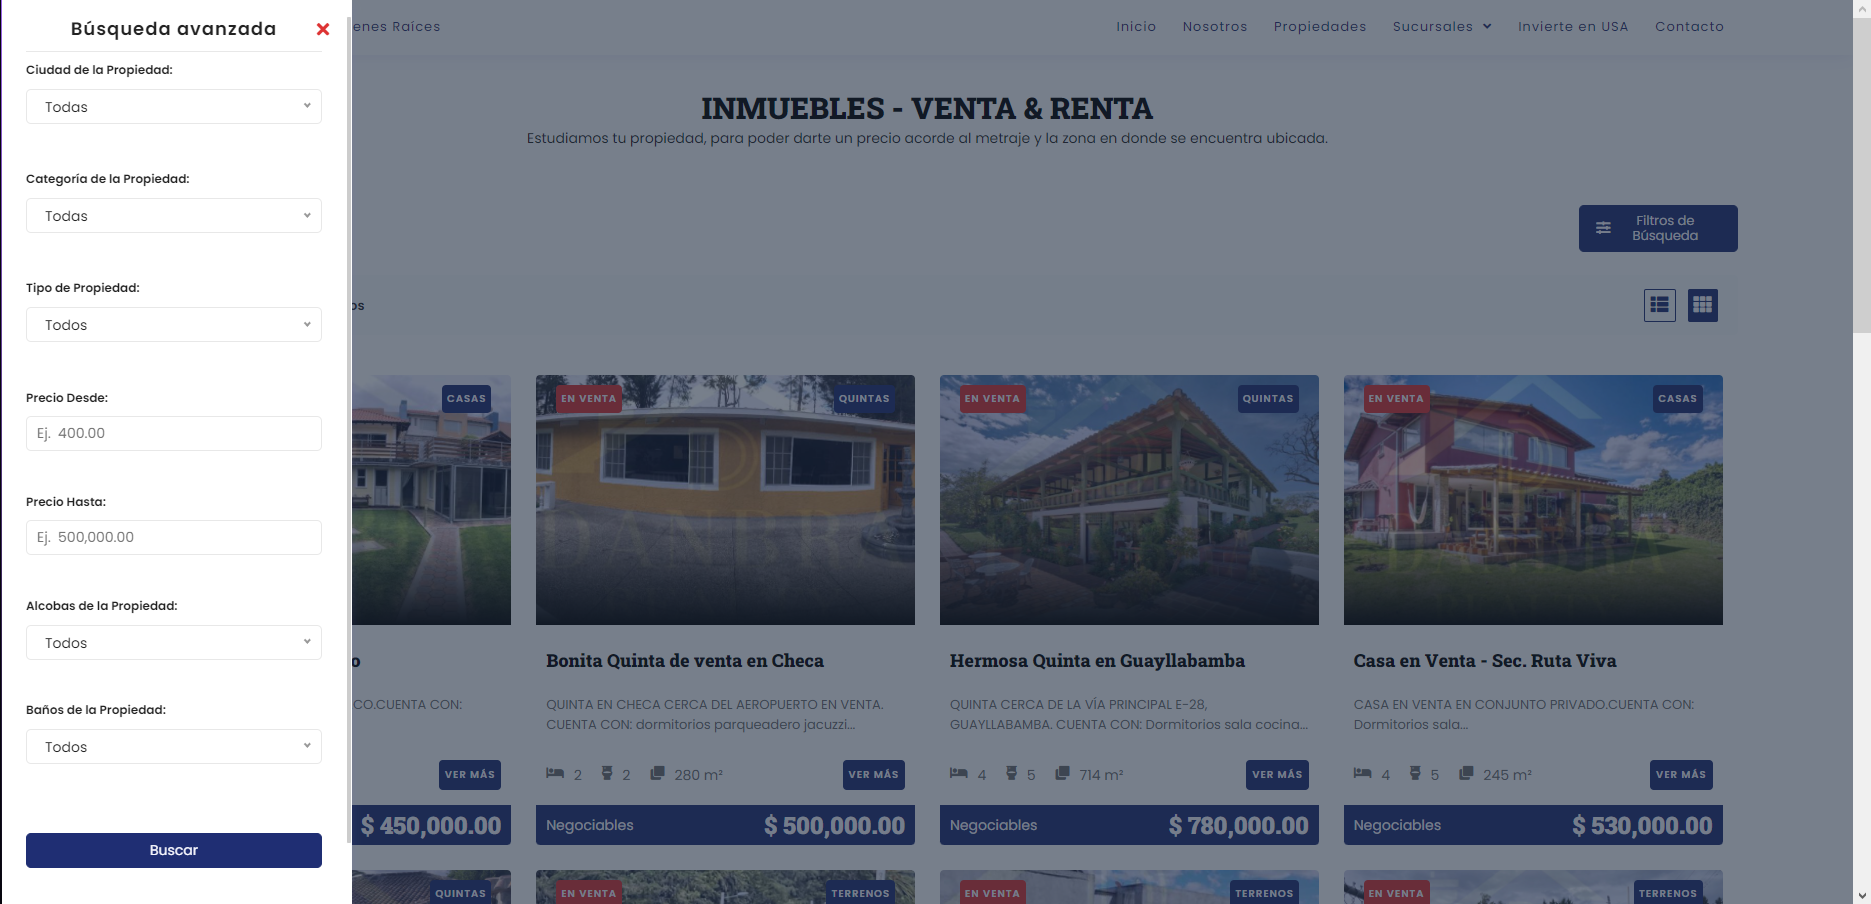 Búsqueda avanzada
Ciudad de la Propiedad:
Todas
Categoría de la Propiedad:
Todas
Tipo de Propiedad:
Todos
Precio Desde:
Ej. 400.00
Precio Hasta:
Ej. 500,000.00
Alcobas de la Propiedad:
Todos
Baños de la Propiedad:
Todos
Buscar
enes Raíces
Inicio
Nosotros
Propiedades
Sucursales
Invierte en USA
Contacto
INMUEBLES - VENTA & RENTA
Estudiamos tu propiedad, para poder darte un precio acorde al metraje y la zona en donde se encuentra ubicada.
Filtros de
Búsqueda
os
CASAS
o
CO.CUENTA CON:
VER MÁS
$ 450,000.00
EN VENTA
QUINTAS
Bonita Quinta de venta en Checa
QUINTA EN CHECA CERCA DEL AEROPUERTO EN VENTA.
CUENTA CON: dormitorios parqueadero jacuzzi...
2 2 280 m²
VER MÁS
Negociables
$ 500,000.00
EN VENTA
QUINTAS
Hermosa Quinta en Guayllabamba
QUINTA CERCA DE LA VÍA PRINCIPAL E-28,
GUAYLLABAMBA. CUENTA CON: Dormitorios sala cocina...
4 5 714 m²
VER MÁS
Negociables
$ 780,000.00
EN VENTA
CASAS
Casa en Venta - Sec. Ruta Viva
CASA EN VENTA EN CONJUNTO PRIVADO.CUENTA CON:
Dormitorios sala...
4 5 245 m²
VER MÁS
Negociables
$ 530,000.00
QUINTAS
EN VENTA
TERRENOS
EN VENTA
TERRENOS
EN VENTA
TERRENOS